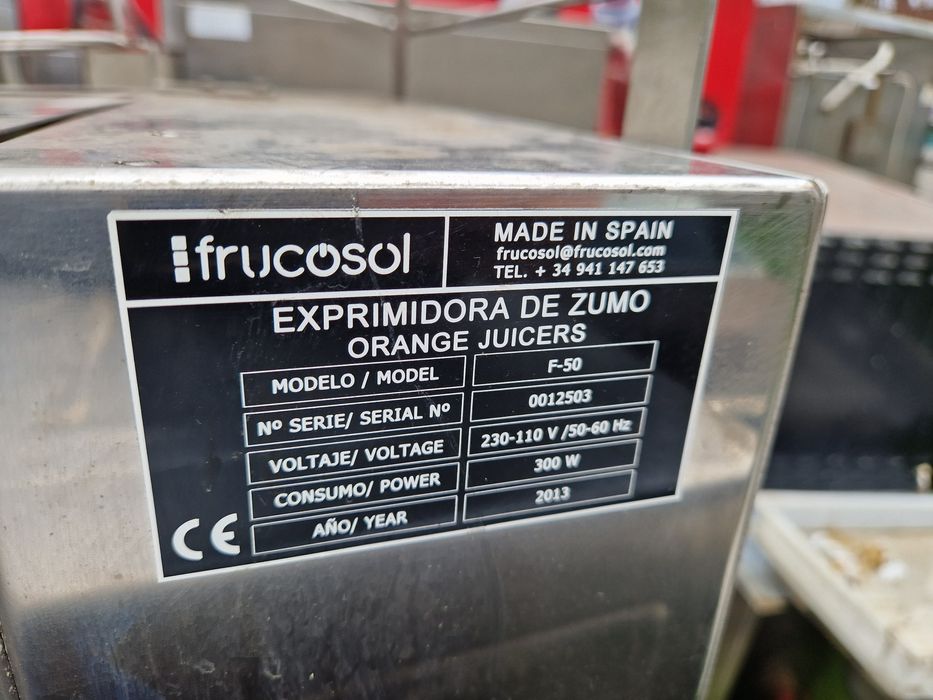 frucosol
MADE IN SPAIN
frucosol@frucosol.com
TEL. + 34 941 147 653
EXPRIMIDORA DE ZUMO
ORANGE JUICERS
MODELO / MODEL F-50
Nº SERIE/ SERIAL Nº 0012503
VOLTAJE/ VOLTAGE 230-110 V /50-60 Hz
CONSUMO/ POWER 300 W
AÑO/ YEAR 2013
CE